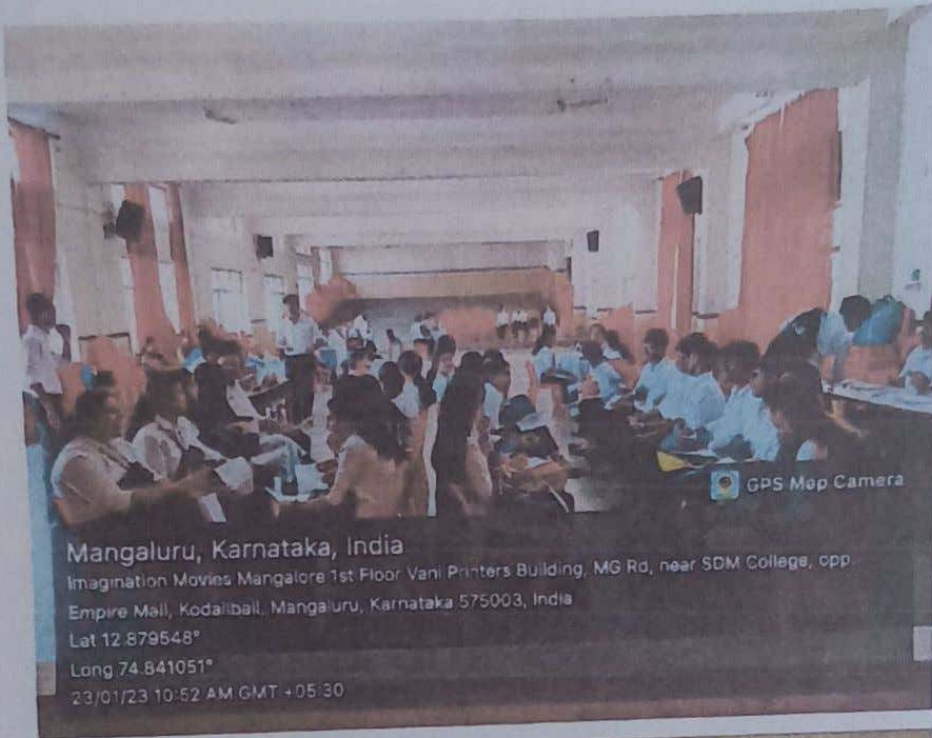 GPS Map Camera
Mangaluru, Karnataka, India
Imagination Movies Mangalore 1st Floor Vani Printers Building, MG Rd, near SDM College, opp.
Empire Mall, Kodailbail, Mangaluru, Karnataka 575003, India
Lat 12.879548°
Long 74.841051°
23/01/23 10:52 AM GMT +05:30